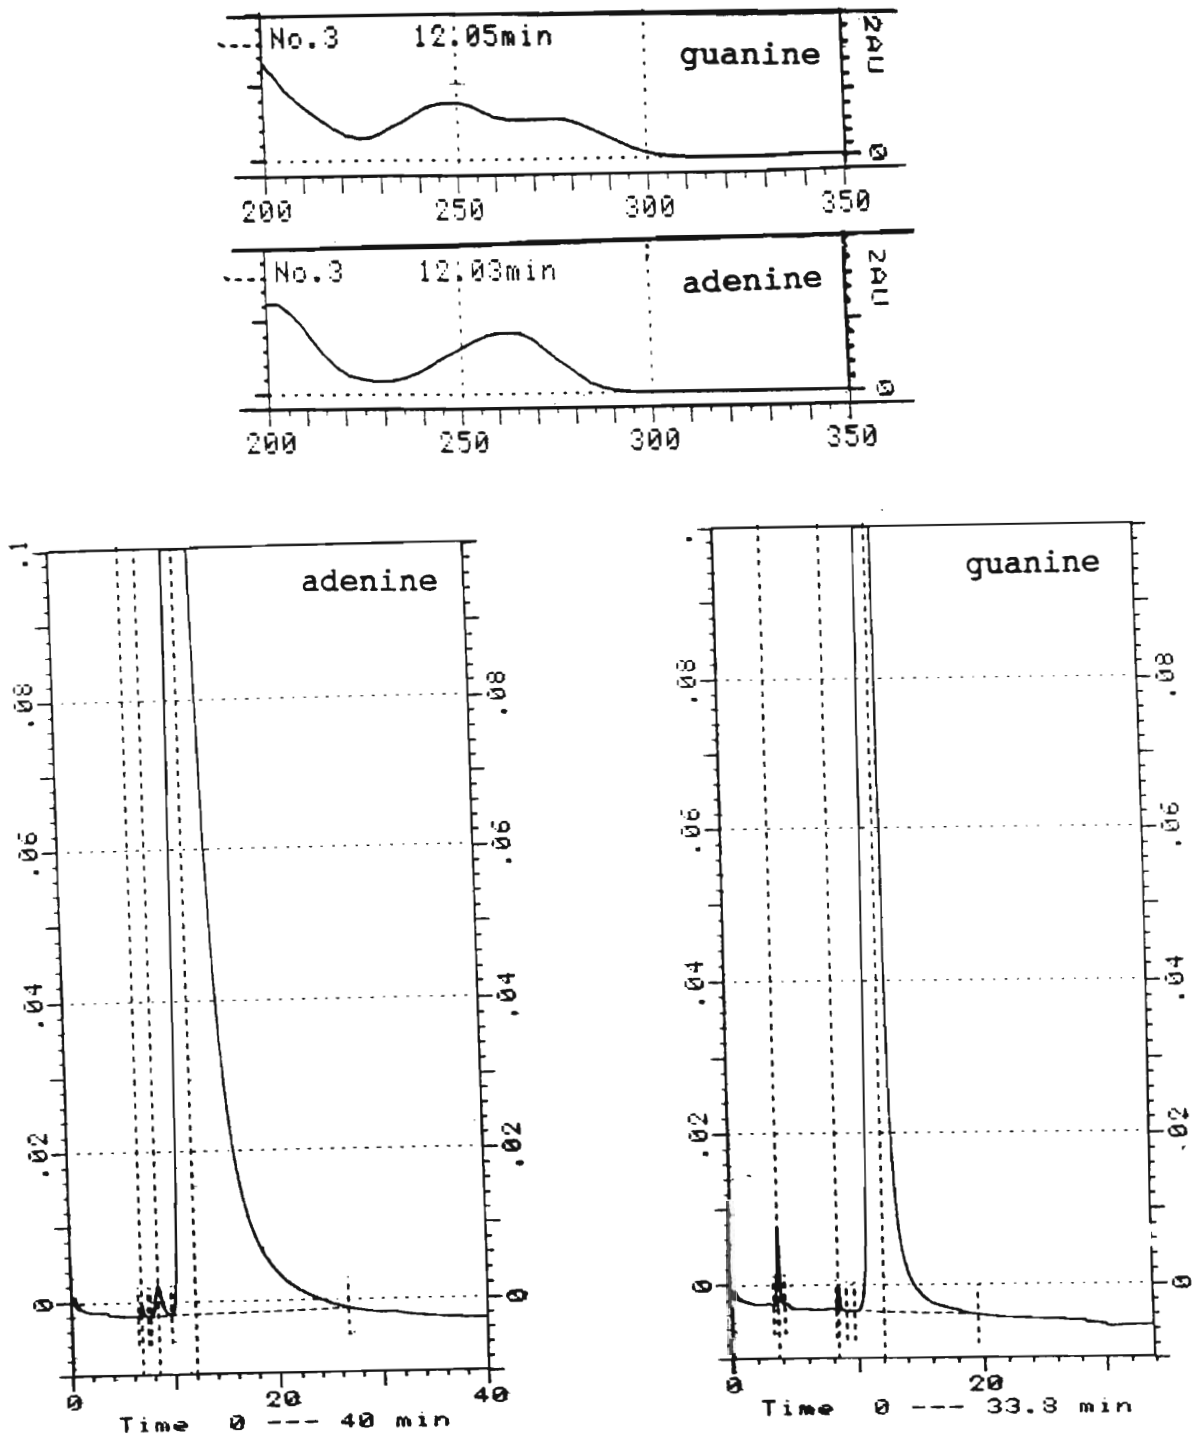 No.3 12.05min guanine 2AU
0
200 250 300 350
No.3 12.03min adenine 2AU
0
200 250 300 350
.1 adenine
.08 .08
.06 .06
.04 .04
.02 .02
0 0
0 20 40
Time 0 --- 40 min
. guanine
.08 .08
.06 .06
.04 .04
.02 .02
0 0
0 20
Time 0 --- 33.8 min